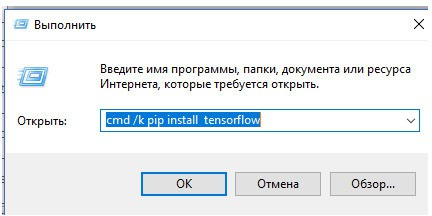 Выполнить
Введите имя программы, папки, документа или ресурса
Интернета, которые требуется открыть.
Открыть: cmd /k pip install  tensorflow
ОК Отмена Обзор...